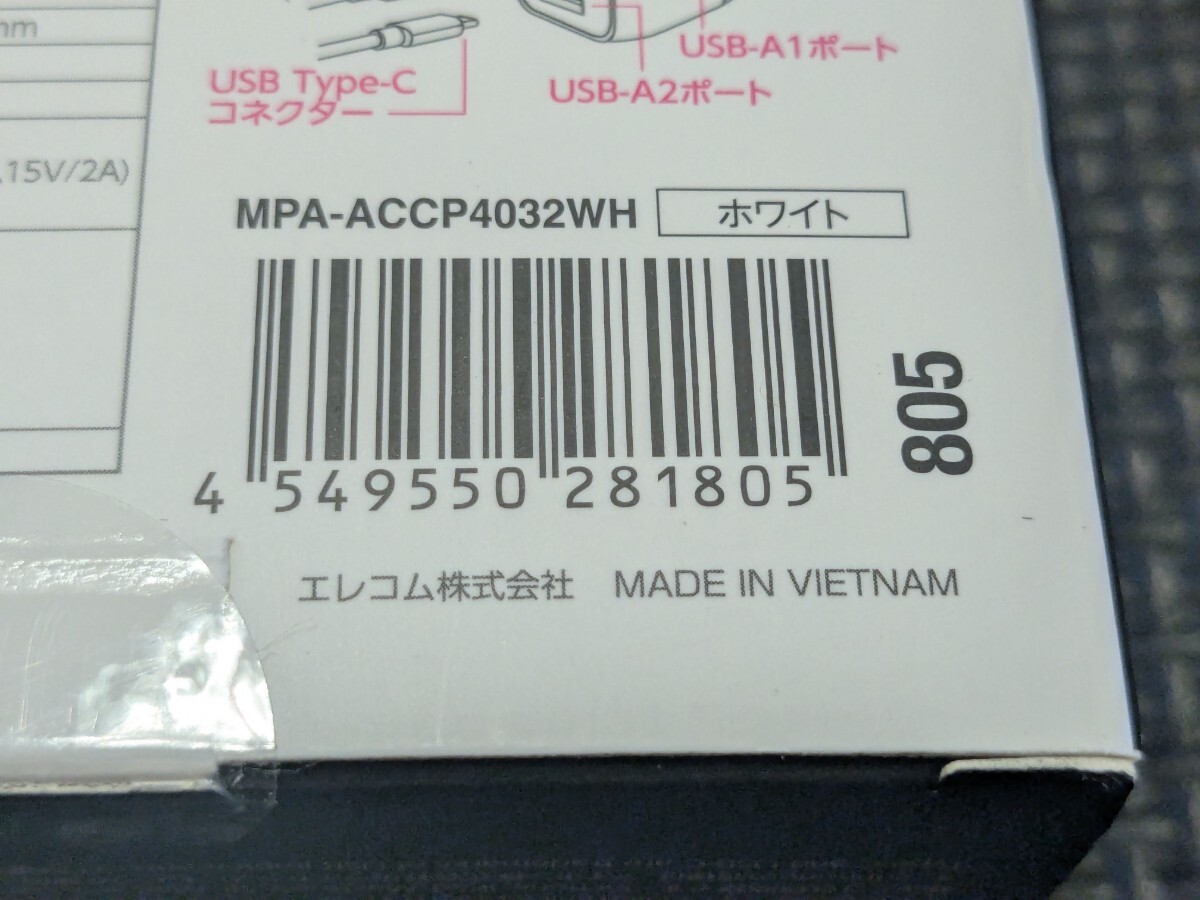 mm
USB-A1ポート
USB Type-C
コネクター
USB-A2ポート
15V/2A)
MPA-ACCP4032WH
ホワイト
805
4 549550 281805
エレコム株式会社 MADE IN VIETNAM